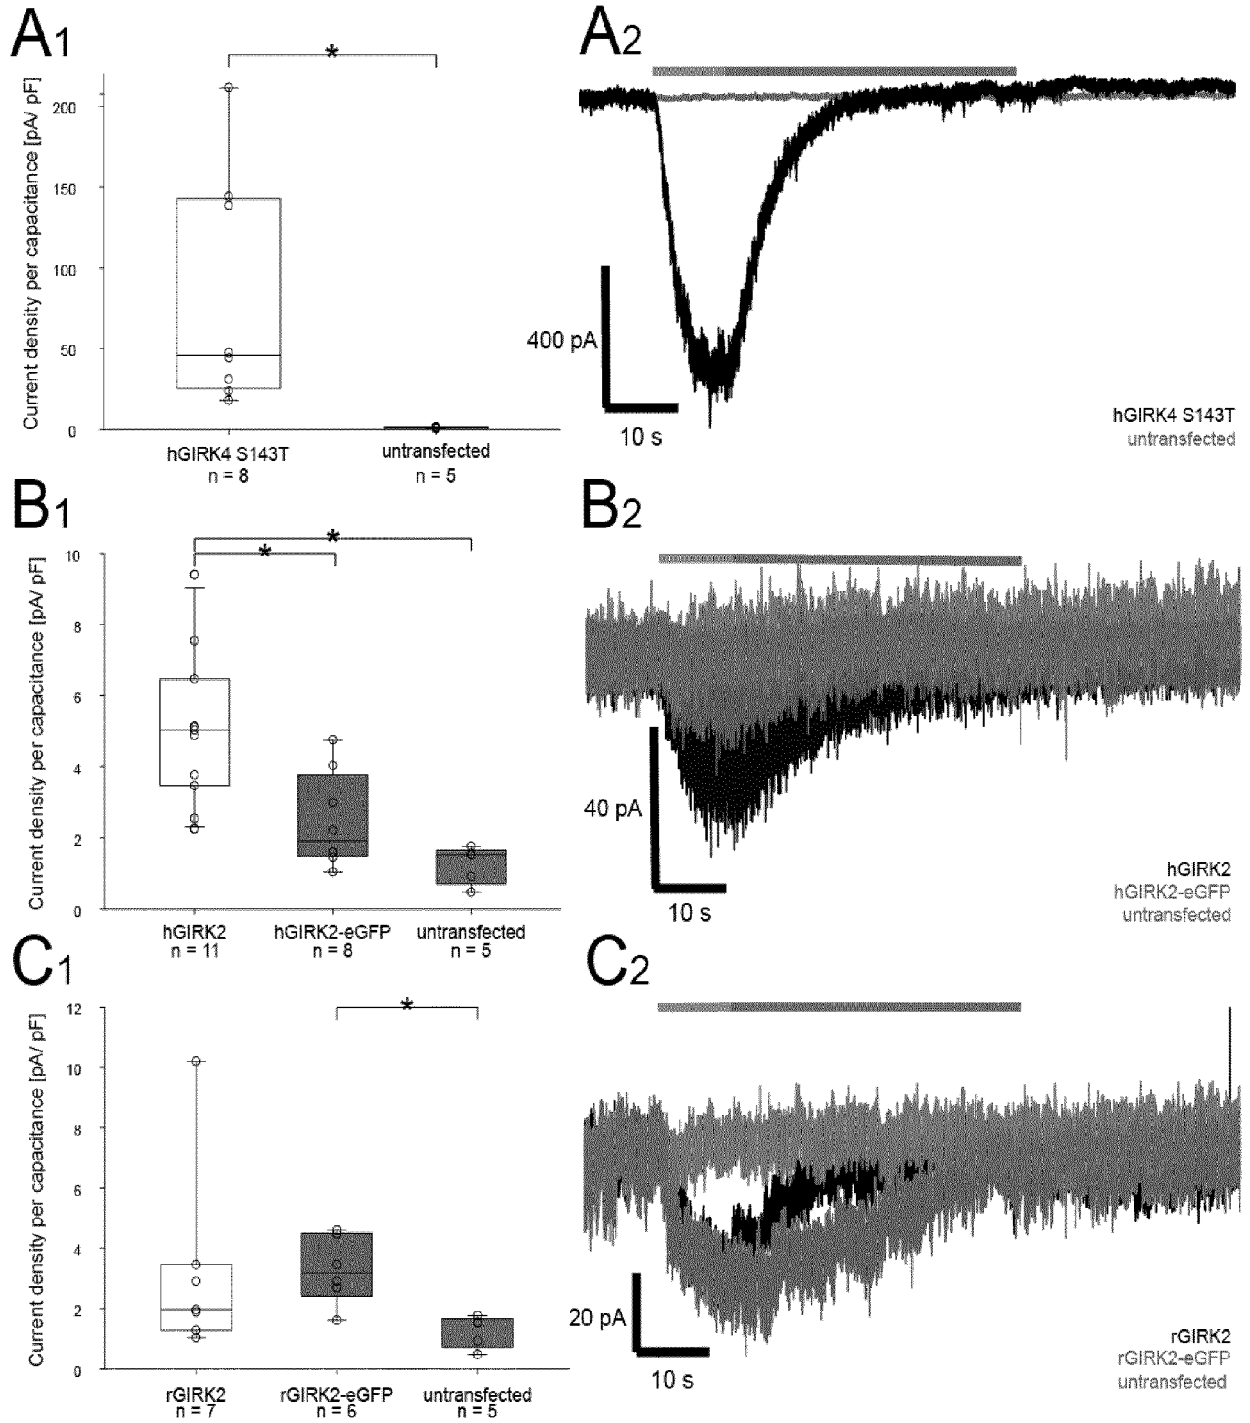 A1
*
Current density per capacitance [pA/ pF]
200
150
100
50
0
hGIRK4 S143T
n = 8
untransfected
n = 5
A2
400 pA
10 s
hGIRK4 S143T
untransfected
B1
*
*
Current density per capacitance [pA/ pF]
10
8
6
4
2
0
hGIRK2
n = 11
hGIRK2-eGFP
n = 8
untransfected
n = 5
B2
40 pA
10 s
hGIRK2
hGIRK2-eGFP
untransfected
C1
*
Current density per capacitance [pA/ pF]
12
10
8
6
4
2
0
rGIRK2
n = 7
rGIRK2-eGFP
n = 6
untransfected
n = 5
C2
20 pA
10 s
rGIRK2
rGIRK2-eGFP
untransfected